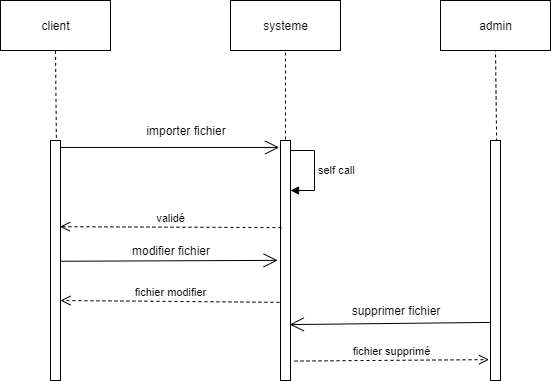 client
systeme
admin
importer fichier
self call
validé
modifier fichier
fichier modifier
supprimer fichier
fichier supprimé